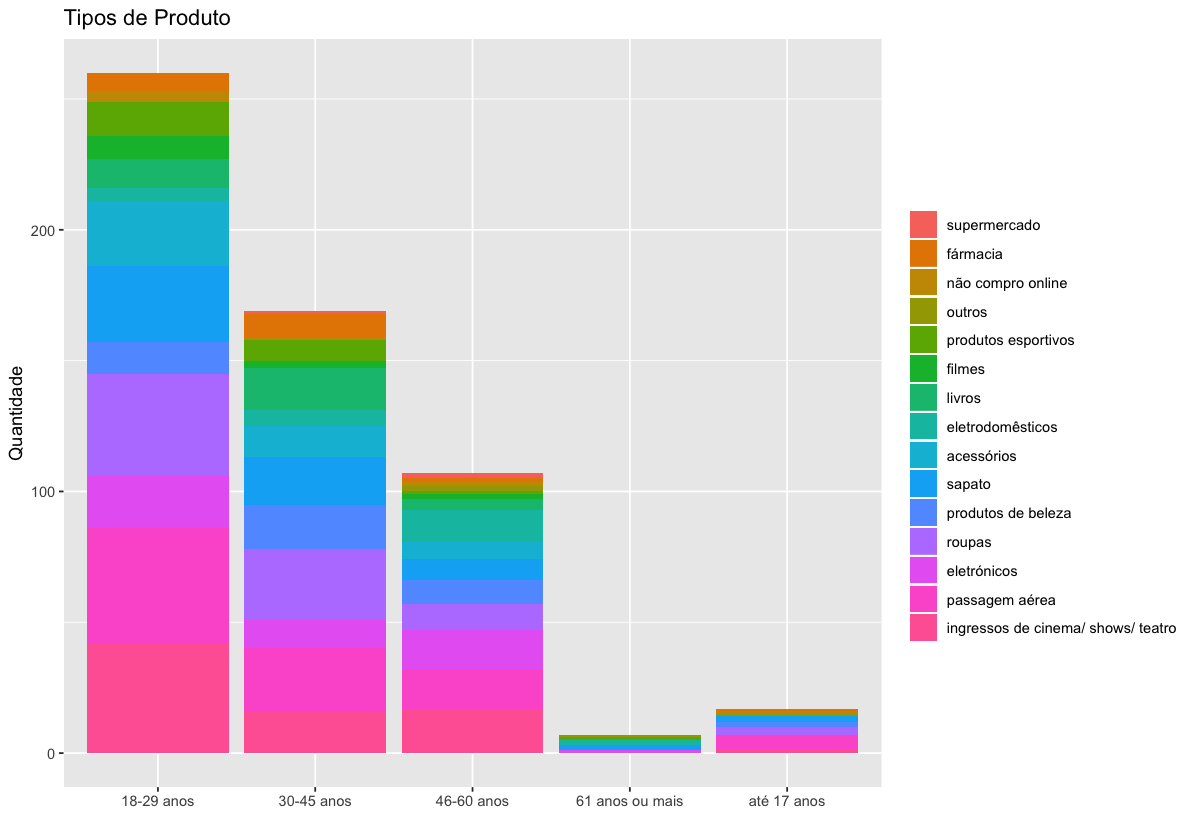 Tipos de Produto
Quantidade
200
100
0
18-29 anos
30-45 anos
46-60 anos
61 anos ou mais
até 17 anos
supermercado
fármacia
não compro online
outros
produtos esportivos
filmes
livros
eletrodomêsticos
acessórios
sapato
produtos de beleza
roupas
eletrónicos
passagem aérea
ingressos de cinema/ shows/ teatro